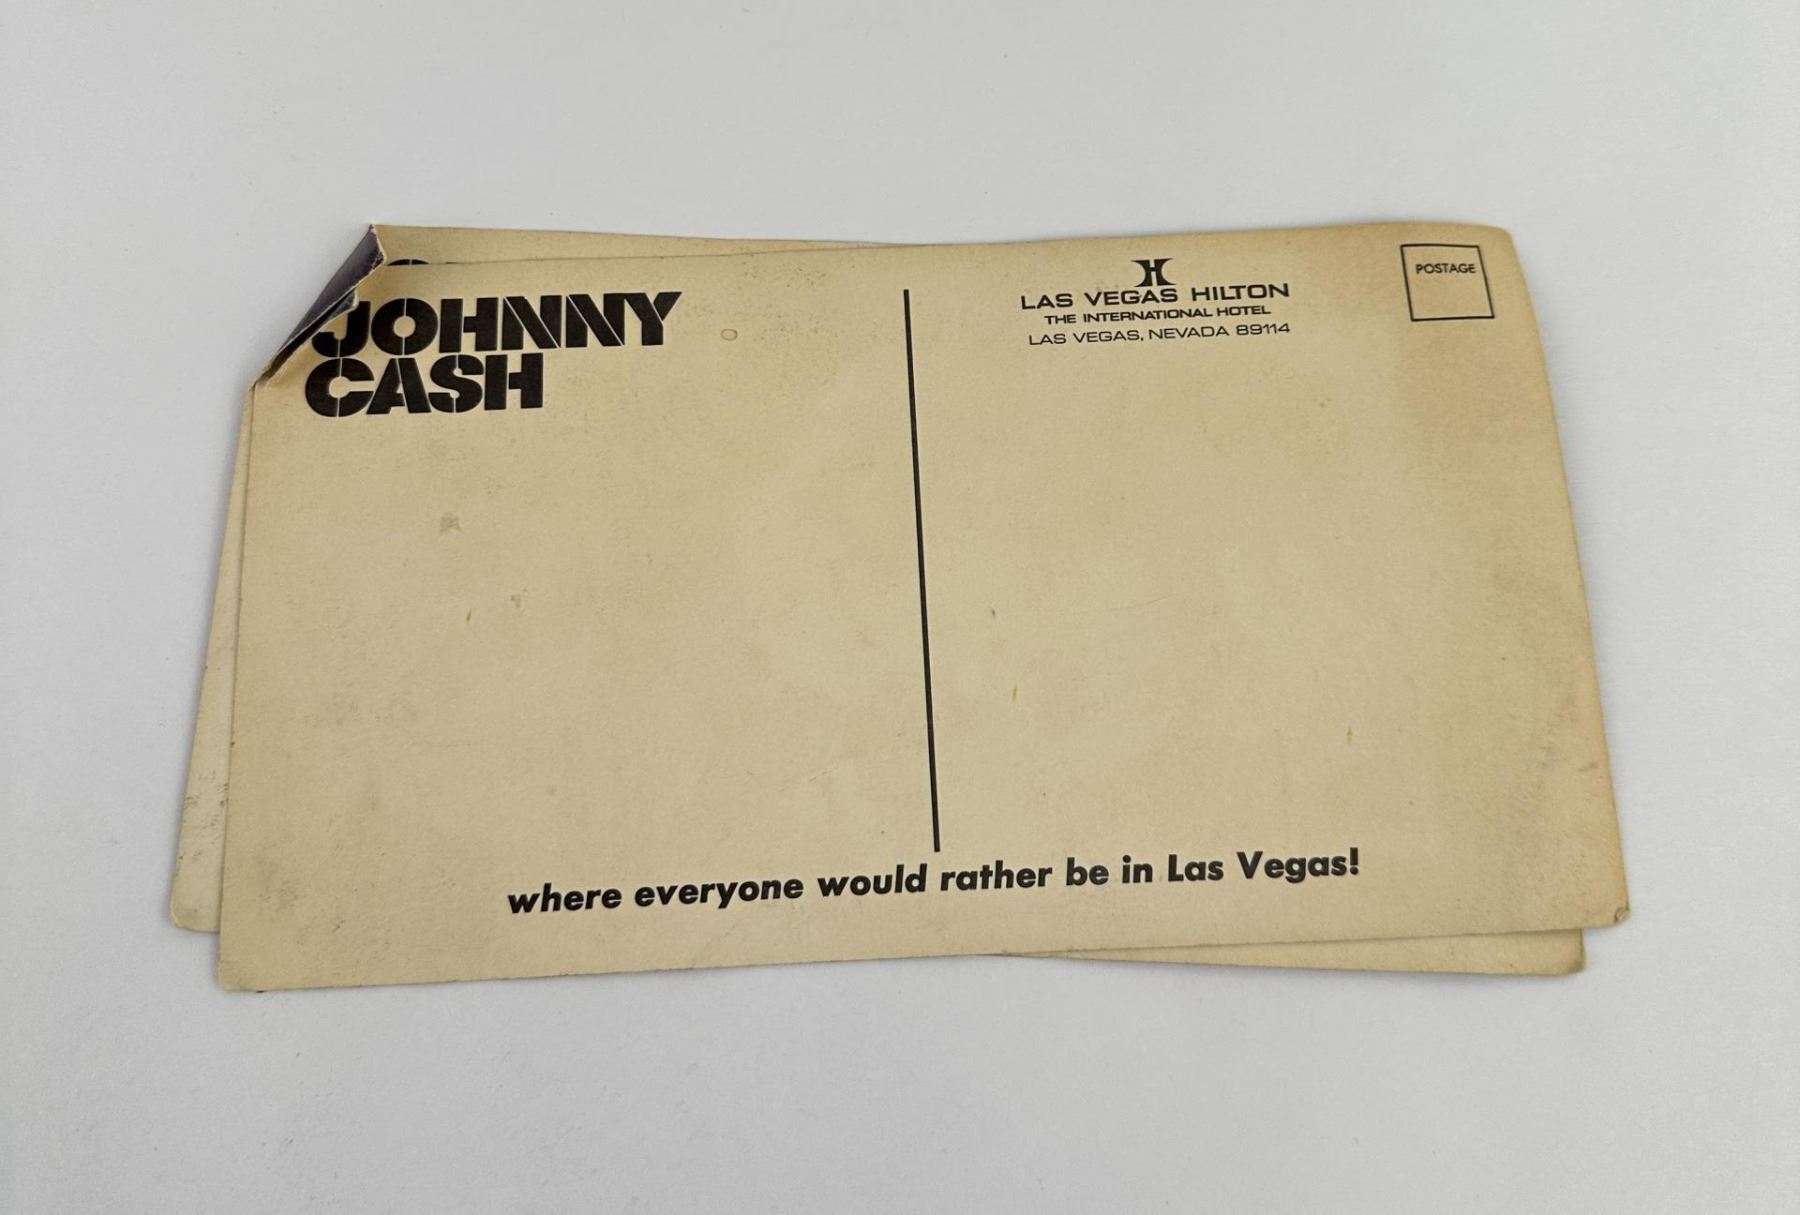 JOHNNY
CASH
H
LAS VEGAS HILTON
THE INTERNATIONAL HOTEL
LAS VEGAS, NEVADA 89114
POSTAGE
where everyone would rather be in Las Vegas!